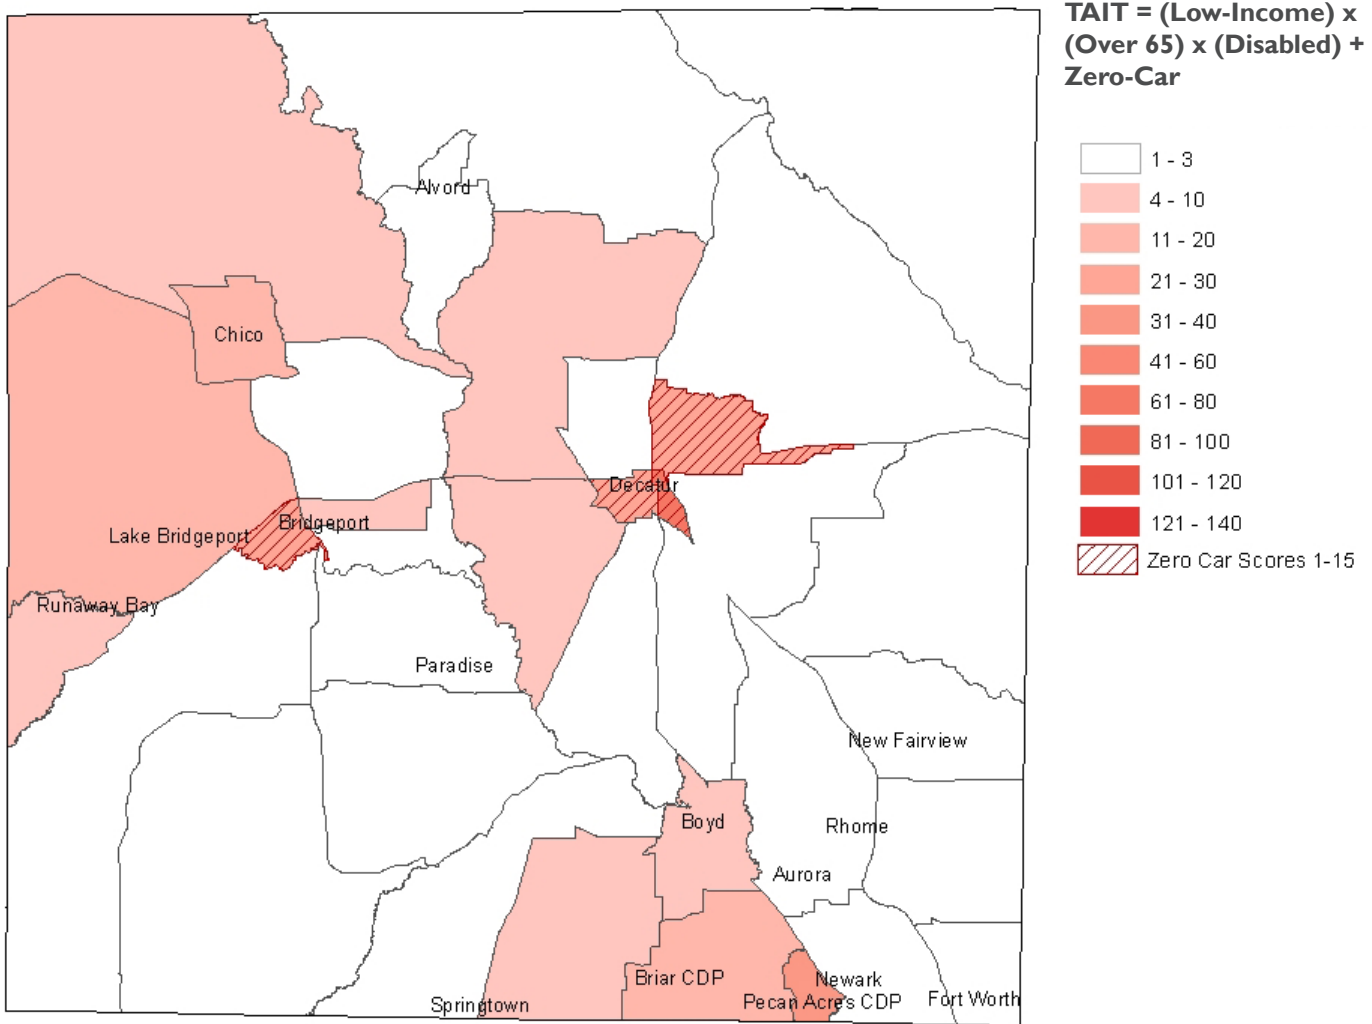 TAIT = (Low-Income) x
(Over 65) x (Disabled) +
Zero-Car
1 - 3
4 - 10
11 - 20
21 - 30
31 - 40
41 - 60
61 - 80
81 - 100
101 - 120
121 - 140
Zero Car Scores 1-15
Alvord
Chico
Decatur
Bridgeport
Lake Bridgeport
Runaway Bay
Paradise
New Fairview
Boyd
Rhome
Aurora
Briar CDP
Newark
Pecan Acres CDP
Fort Worth
Springtown